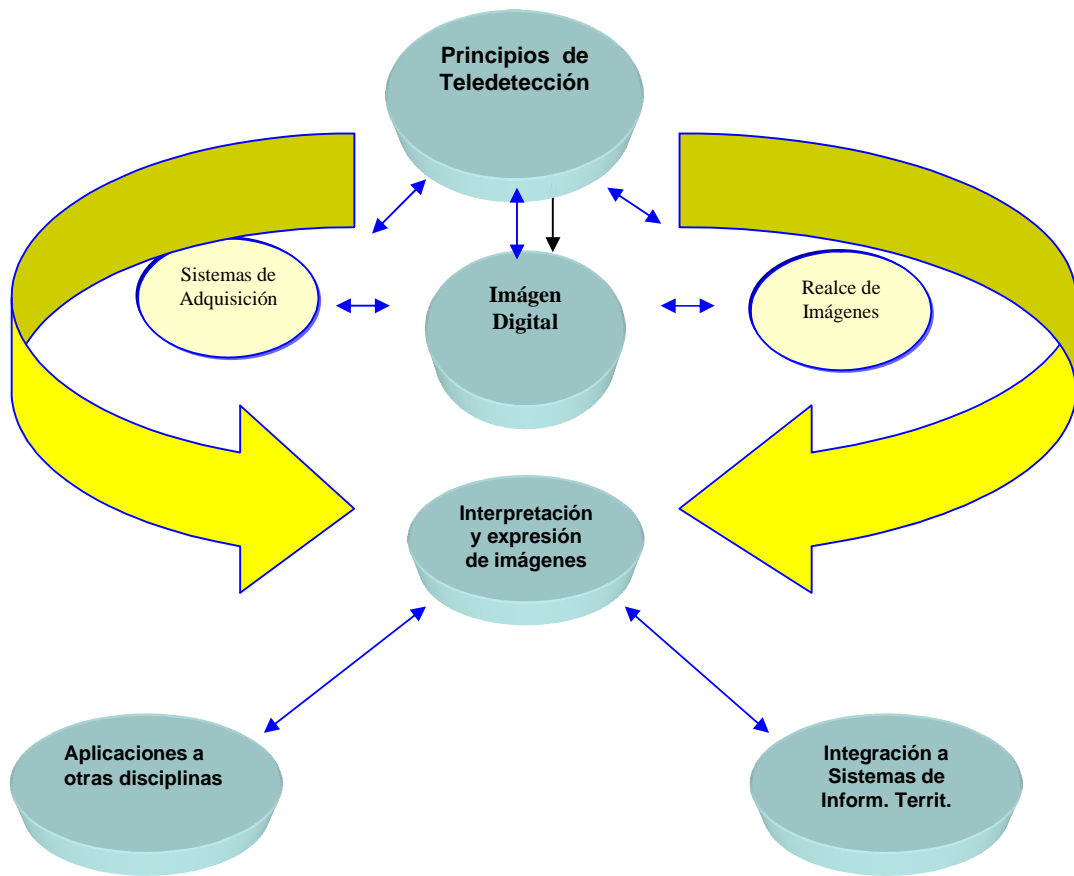 Principios de
Teledetección
Sistemas de
Adquisición
Imágen
Digital
Realce de
Imágenes
Interpretación
y expresión
de imágenes
Aplicaciones a
otras disciplinas
Integración a
Sistemas de
Inform. Territ.